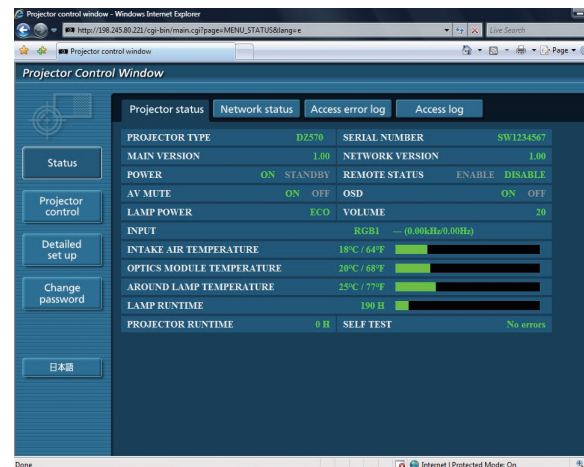 Projector control window - Windows Internet Explorer
http://198.245.80.221/cgi-bin/main.cgi?page=MENU_STATUS&lang=e
Live Search
Projector control window
Page
Projector Control Window
Projector status Network status Access error log Access log
PROJECTOR TYPE DZ570 SERIAL NUMBER SW1234567
MAIN VERSION 1.00 NETWORK VERSION 1.00
POWER ON STANDBY REMOTE STATUS ENABLE DISABLE
AV MUTE ON OFF OSD ON OFF
LAMP POWER ECO VOLUME 20
INPUT RGB1 --- (0.00kHz/0.00Hz)
INTAKE AIR TEMPERATURE 18°C / 64°F
OPTICS MODULE TEMPERATURE 20°C / 68°F
AROUND LAMP TEMPERATURE 25°C / 77°F
LAMP RUNTIME 190 H
PROJECTOR RUNTIME 0 H SELF TEST No errors
Status
Projector
control
Detailed
set up
Change
password
日本語
Done
Internet | Protected Mode: On